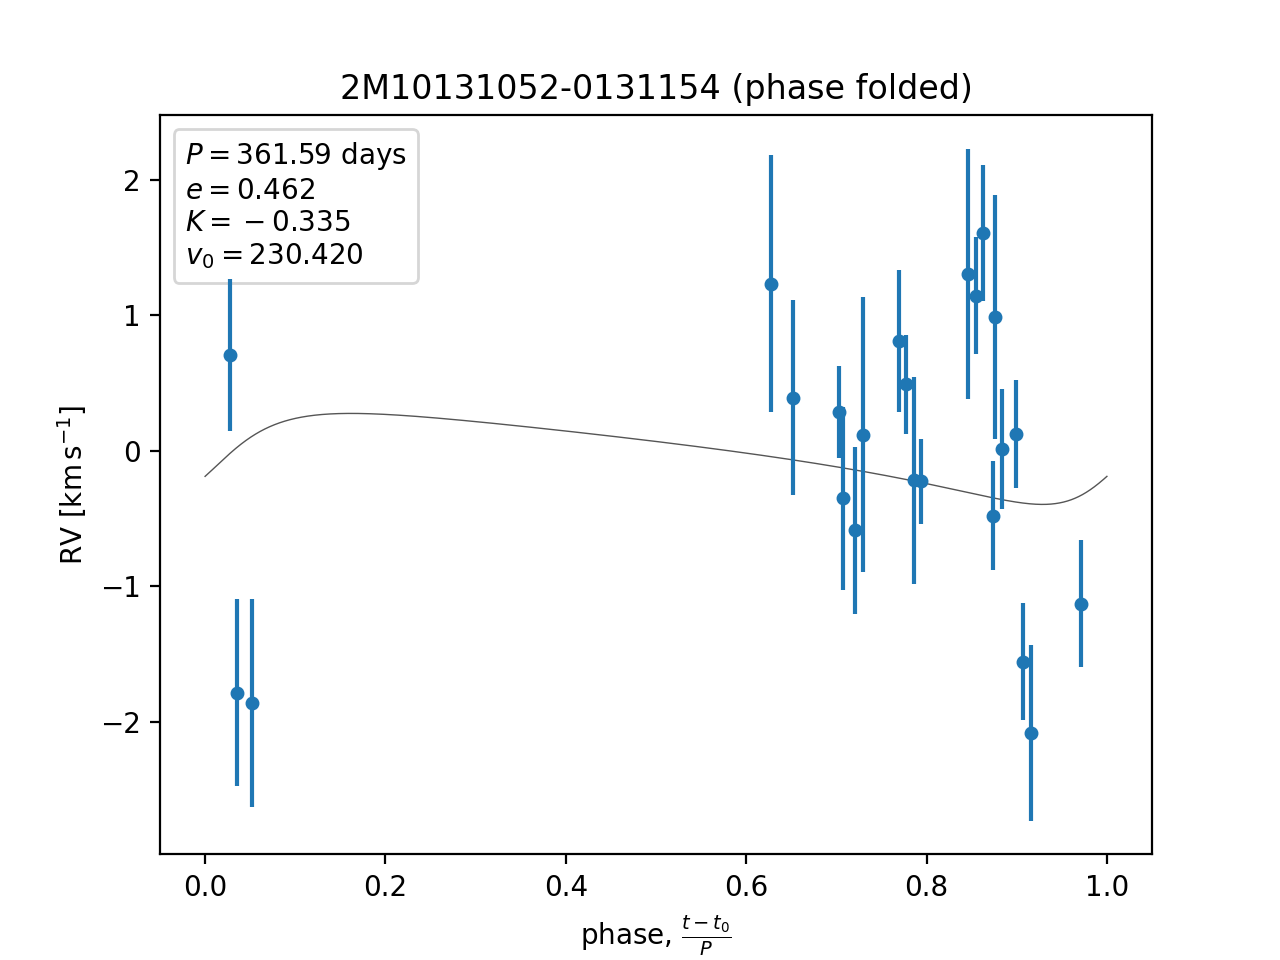 2M10131052-0131154 (phase folded)
P = 361.59 days
e = 0.462
K = −0.335
v₀ = 230.420
RV [km s⁻¹]
2
1
0
−1
−2
0.0 0.2 0.4 0.6 0.8 1.0
phase, (t − t₀)/P